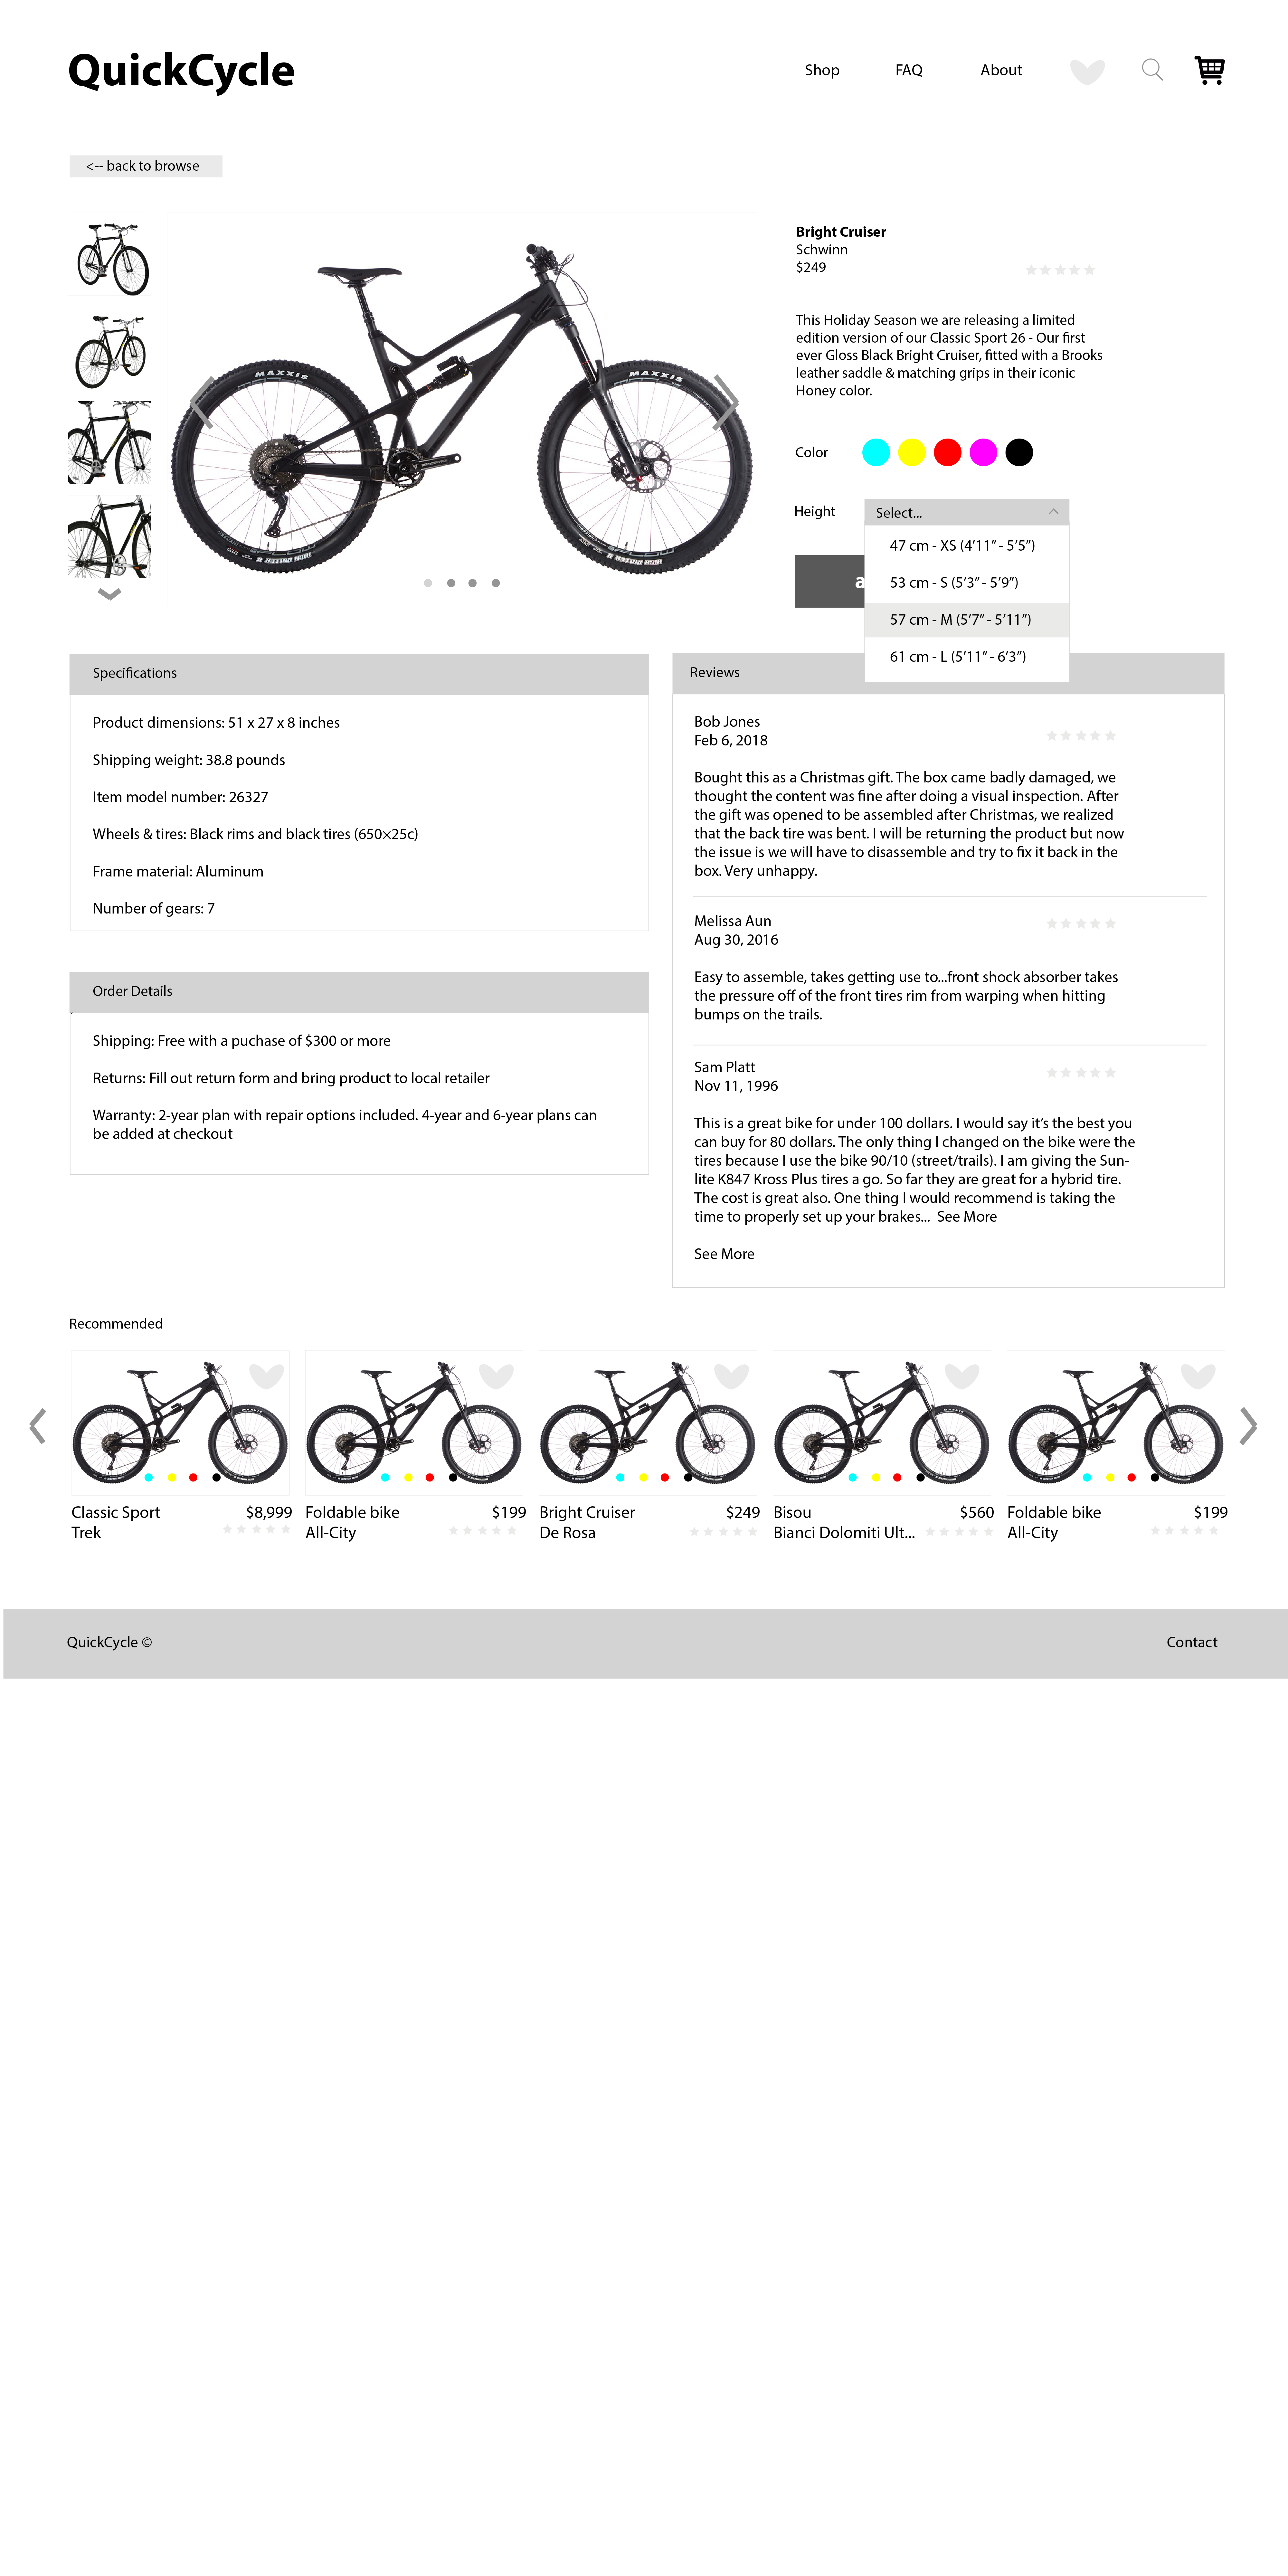 QuickCycle
Shop
FAQ
About
<-- back to browse
MAXXIS
MAXXIS
Bright Cruiser
Schwinn
$249
This Holiday Season we are releasing a limited
edition version of our Classic Sport 26 - Our first
ever Gloss Black Bright Cruiser, fitted with a Brooks
leather saddle & matching grips in their iconic
Honey color.
Color
Height
Select...
47 cm - XS (4’11” - 5’5”)
53 cm - S (5’3” - 5’9”)
57 cm - M (5’7” - 5’11”)
61 cm - L (5’11” - 6’3”)
Specifications
Product dimensions: 51 x 27 x 8 inches
Shipping weight: 38.8 pounds
Item model number: 26327
Wheels & tires: Black rims and black tires (650×25c)
Frame material: Aluminum
Number of gears: 7
Order Details
Shipping: Free with a puchase of $300 or more
Returns: Fill out return form and bring product to local retailer
Warranty: 2-year plan with repair options included. 4-year and 6-year plans can
be added at checkout
Reviews
Bob Jones
Feb 6, 2018
Bought this as a Christmas gift. The box came badly damaged, we
thought the content was fine after doing a visual inspection. After
the gift was opened to be assembled after Christmas, we realized
that the back tire was bent. I will be returning the product but now
the issue is we will have to disassemble and try to fix it back in the
box. Very unhappy.
Melissa Aun
Aug 30, 2016
Easy to assemble, takes getting use to...front shock absorber takes
the pressure off of the front tires rim from warping when hitting
bumps on the trails.
Sam Platt
Nov 11, 1996
This is a great bike for under 100 dollars. I would say it’s the best you
can buy for 80 dollars. The only thing I changed on the bike were the
tires because I use the bike 90/10 (street/trails). I am giving the Sun-
lite K847 Kross Plus tires a go. So far they are great for a hybrid tire.
The cost is great also. One thing I would recommend is taking the
time to properly set up your brakes... See More
See More
Recommended
Classic Sport
$8,999
Trek
Foldable bike
$199
All-City
Bright Cruiser
$249
De Rosa
Bisou
$560
Bianci Dolomiti Ult...
Foldable bike
$199
All-City
QuickCycle ©
Contact